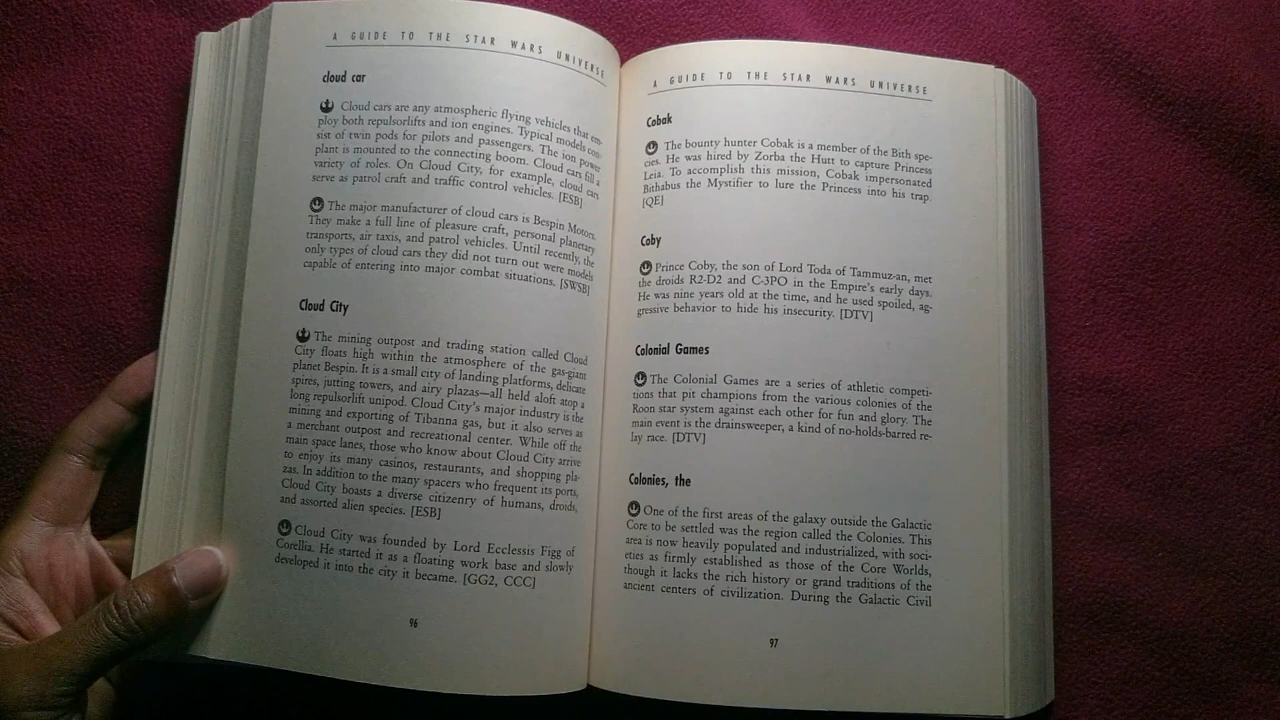 A GUIDE TO THE STAR WARS UNIVERSE
cloud car
Cloud cars are any atmospheric flying vehicles that em-
ploy both repulsorlifts and ion engines. Typical models con-
sist of twin pods for pilots and passengers. The ion power
plant is mounted to the connecting boom. Cloud cars fill a
variety of roles. On Cloud City, for example, cloud cars
serve as patrol craft and traffic control vehicles. [ESB]
The major manufacturer of cloud cars is Bespin Motors.
They make a full line of pleasure craft, personal planetary
transports, air taxis, and patrol vehicles. Until recently, the
only types of cloud cars they did not turn out were models
capable of entering into major combat situations. [SWSB]
Cloud City
The mining outpost and trading station called Cloud
City floats high within the atmosphere of the gas-giant
planet Bespin. It is a small city of landing platforms, delicate
spires, jutting towers, and airy plazas—all held aloft atop a
long repulsorlift unipod. Cloud City's major industry is the
mining and exporting of Tibanna gas, but it also serves as
a merchant outpost and recreational center. While off the
main space lanes, those who know about Cloud City arrive
to enjoy its many casinos, restaurants, and shopping pla-
zas. In addition to the many spacers who frequent its ports,
Cloud City boasts a diverse citizenry of humans, droids,
and assorted alien species. [ESB]
Cloud City was founded by Lord Ecclessis Figg of
Corellia. He started it as a floating work base and slowly
developed it into the city it became. [GG2, CCC]
96
A GUIDE TO THE STAR WARS UNIVERSE
Cobak
The bounty hunter Cobak is a member of the Bith spe-
cies. He was hired by Zorba the Hutt to capture Princess
Leia. To accomplish this mission, Cobak impersonated
Bithabus the Mystifier to lure the Princess into his trap.
[QE]
Coby
Prince Coby, the son of Lord Toda of Tammuz-an, met
the droids R2-D2 and C-3PO in the Empire's early days.
He was nine years old at the time, and he used spoiled, ag-
gressive behavior to hide his insecurity. [DTV]
Colonial Games
The Colonial Games are a series of athletic competi-
tions that pit champions from the various colonies of the
Roon star system against each other for fun and glory. The
main event is the drainsweeper, a kind of no-holds-barred re-
lay race. [DTV]
Colonies, the
One of the first areas of the galaxy outside the Galactic
Core to be settled was the region called the Colonies. This
area is now heavily populated and industrialized, with soci-
eties as firmly established as those of the Core Worlds,
though it lacks the rich history or grand traditions of the
ancient centers of civilization. During the Galactic Civil
97